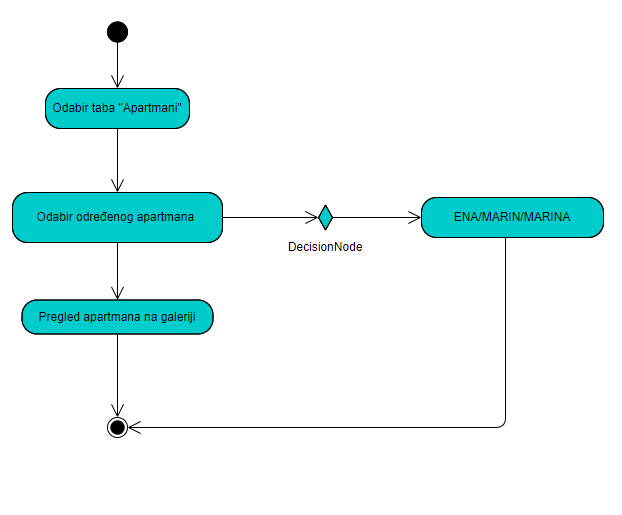 Odabir taba "Apartmani"
Odabir određenog apartmana
ENA/MARIN/MARINA
DecisionNode
Pregled apartmana na galeriji